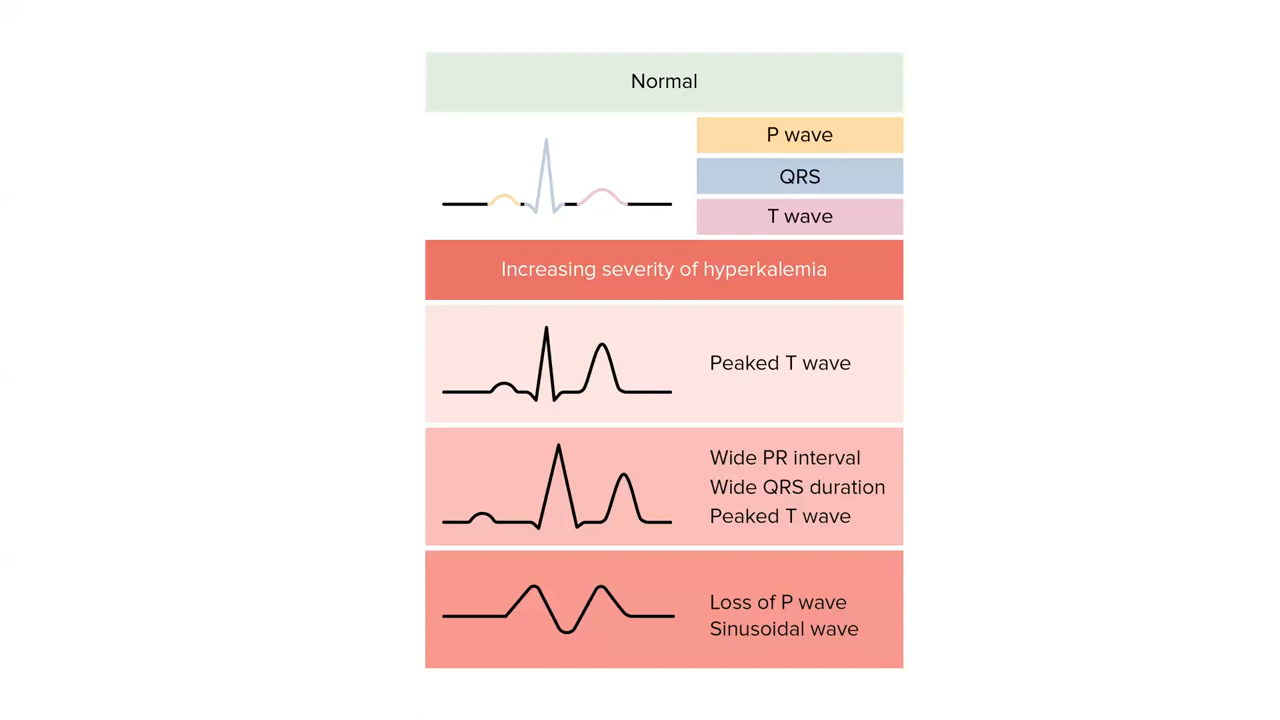 Normal
P wave
QRS
T wave
Increasing severity of hyperkalemia
Peaked T wave
Wide PR interval
Wide QRS duration
Peaked T wave
Loss of P wave
Sinusoidal wave